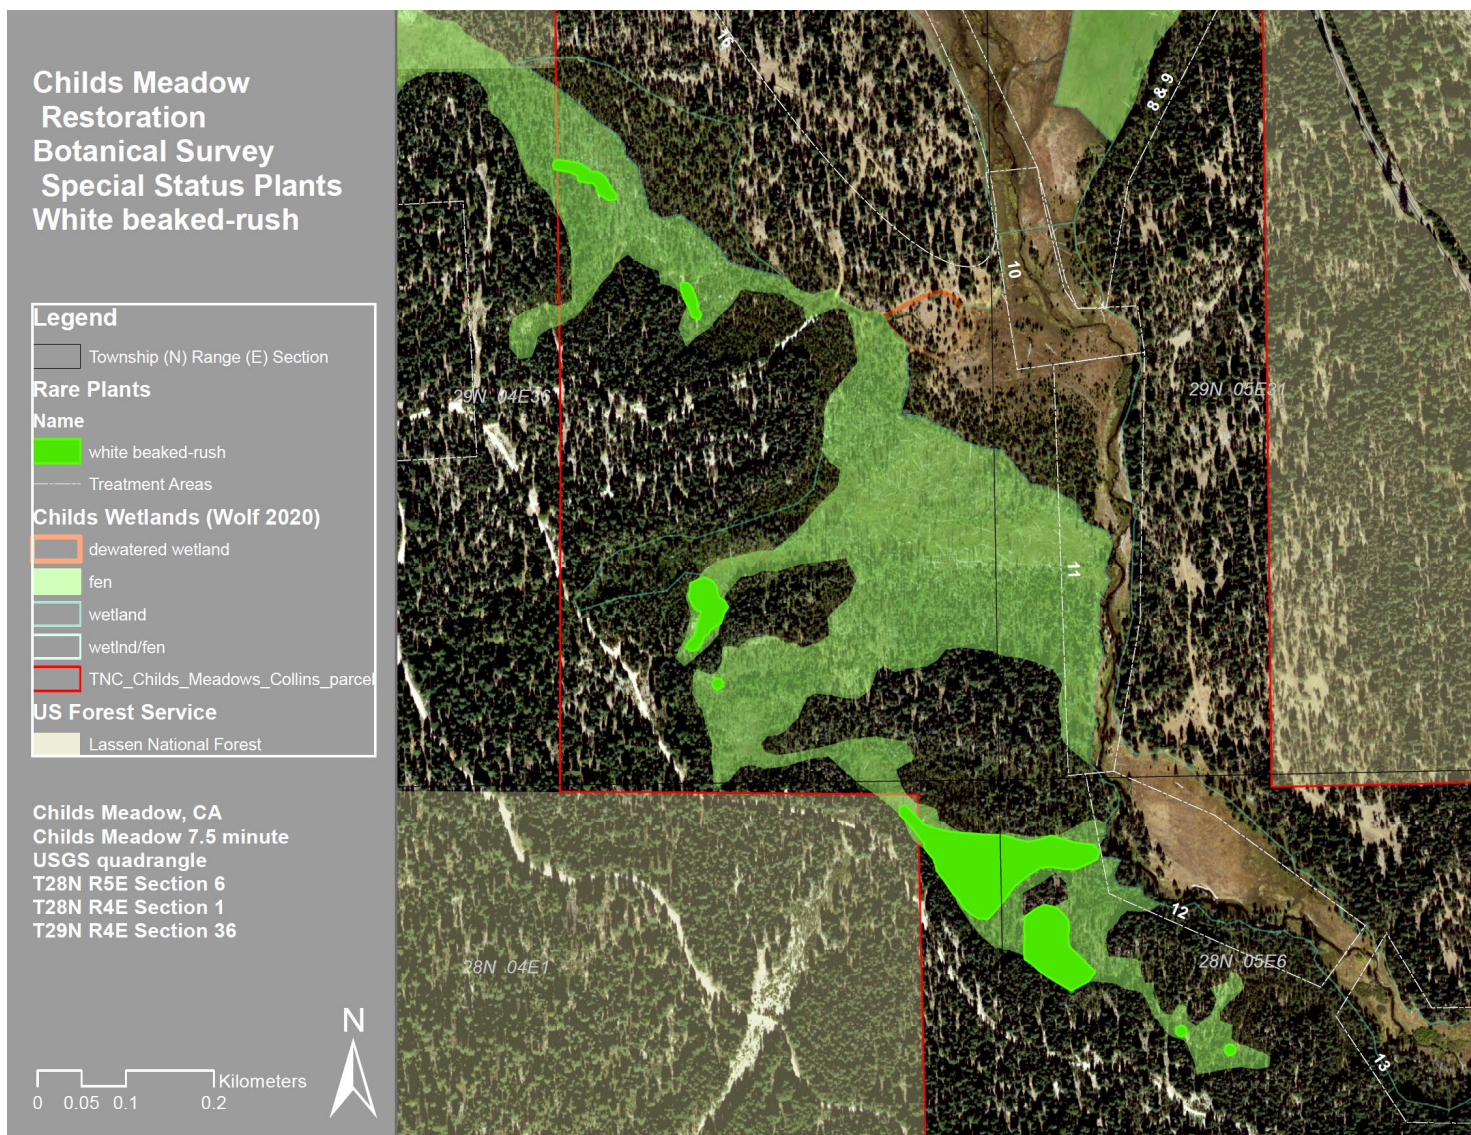 Childs Meadow
Restoration
Botanical Survey
Special Status Plants
White beaked-rush
Legend
Township (N) Range (E) Section
Rare Plants
Name
white beaked-rush
Treatment Areas
Childs Wetlands (Wolf 2020)
dewatered wetland
fen
wetland
wetlnd/fen
TNC_Childs_Meadows_Collins_parcel
US Forest Service
Lassen National Forest
Childs Meadow, CA
Childs Meadow 7.5 minute
USGS quadrangle
T28N R5E Section 6
T28N R4E Section 1
T29N R4E Section 36
N
Kilometers
0 0.05 0.1 0.2
16
8 & 9
10
29N 04E36
29N 05E31
11
12
28N 04E1
28N 05E6
13